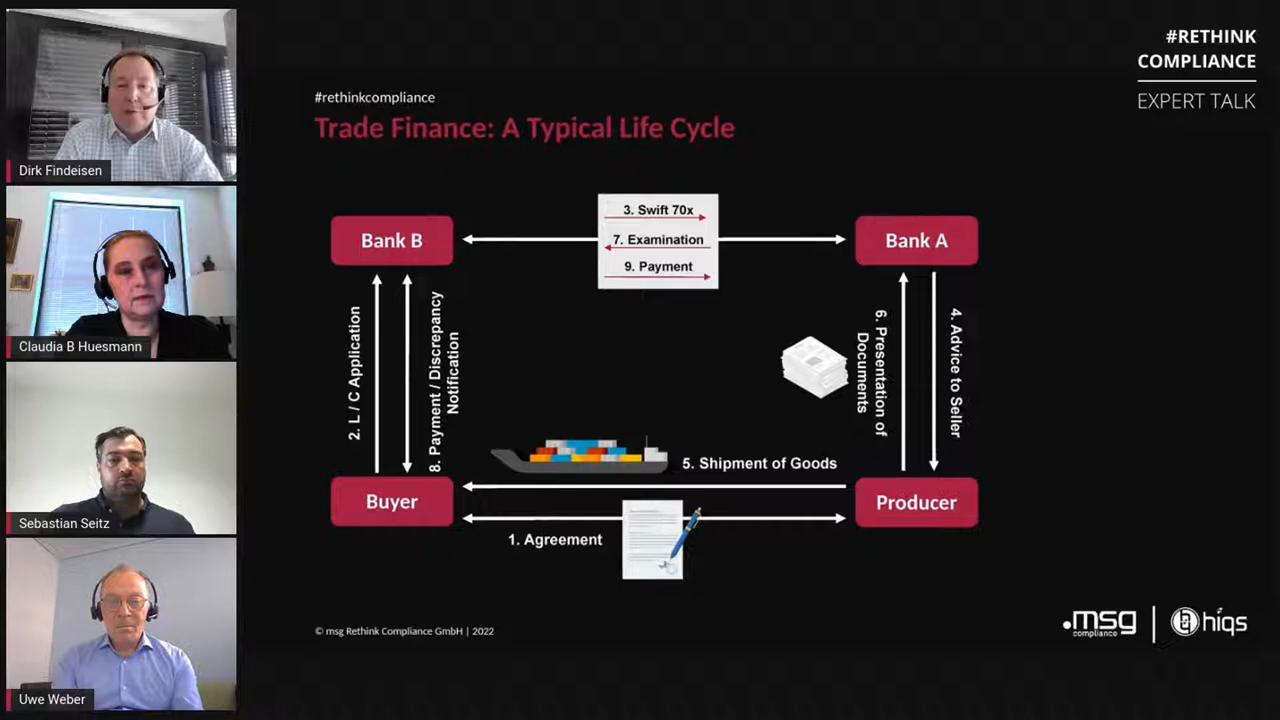 #RETHINK
COMPLIANCE
EXPERT TALK
#rethinkcompliance
Trade Finance: A Typical Life Cycle
Dirk Findeisen
Claudia B Huesmann
Sebastian Seitz
Uwe Weber
Bank B
3. Swift 70x
7. Examination
9. Payment
Bank A
2. L / C Application
8. Payment / Discrepancy
Notification
6. Presentation of
Documents
4. Advice to Seller
5. Shipment of Goods
Buyer
Producer
1. Agreement
© msg Rethink Compliance GmbH | 2022
.msg
compliance
hiqs